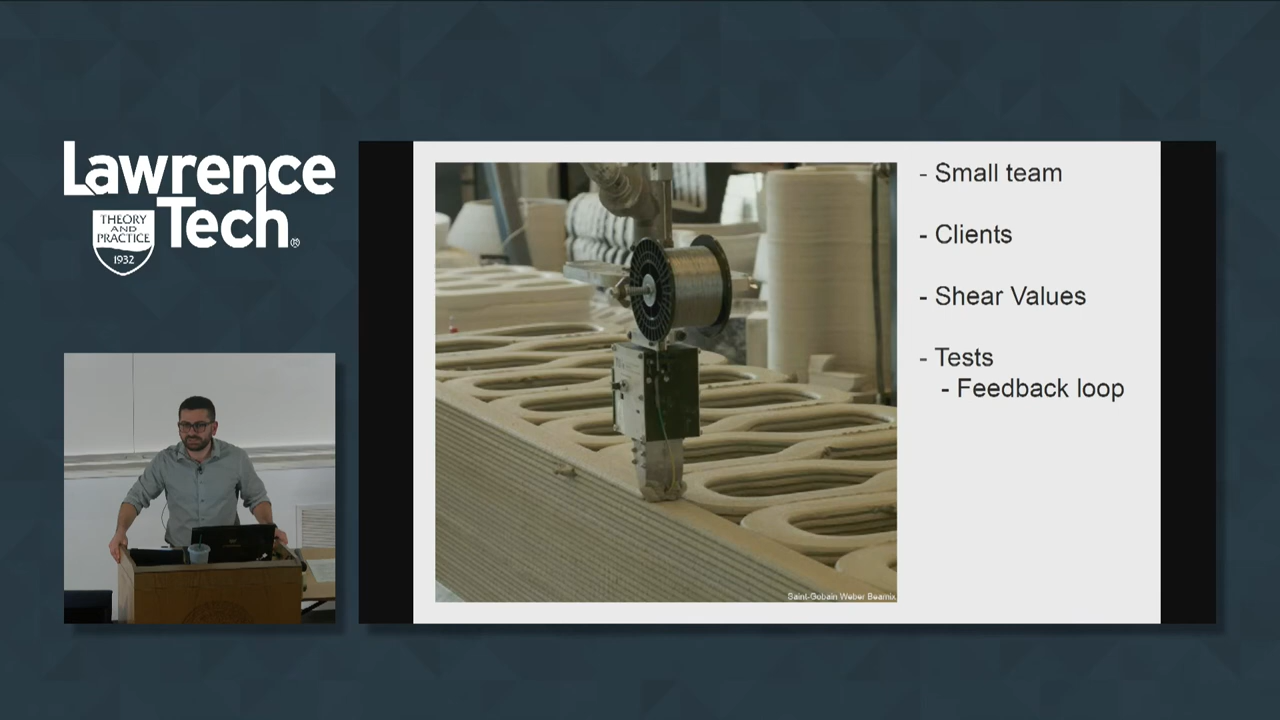 Lawrence
Tech®
THEORY
AND
PRACTICE
1932
- Small team
- Clients
- Shear Values
- Tests
- Feedback loop
Saint-Gobain Weber Beamix